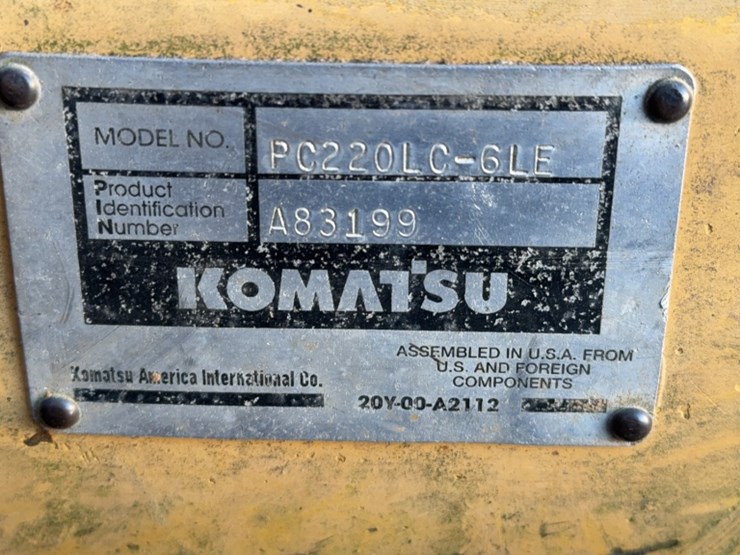 MODEL NO. PC220LC-6LE
Product
Identification
Number A83199
KOMATSU
ASSEMBLED IN U.S.A. FROM
U.S. AND FOREIGN
COMPONENTS
Komatsu America International Co.
20Y-00-A2112